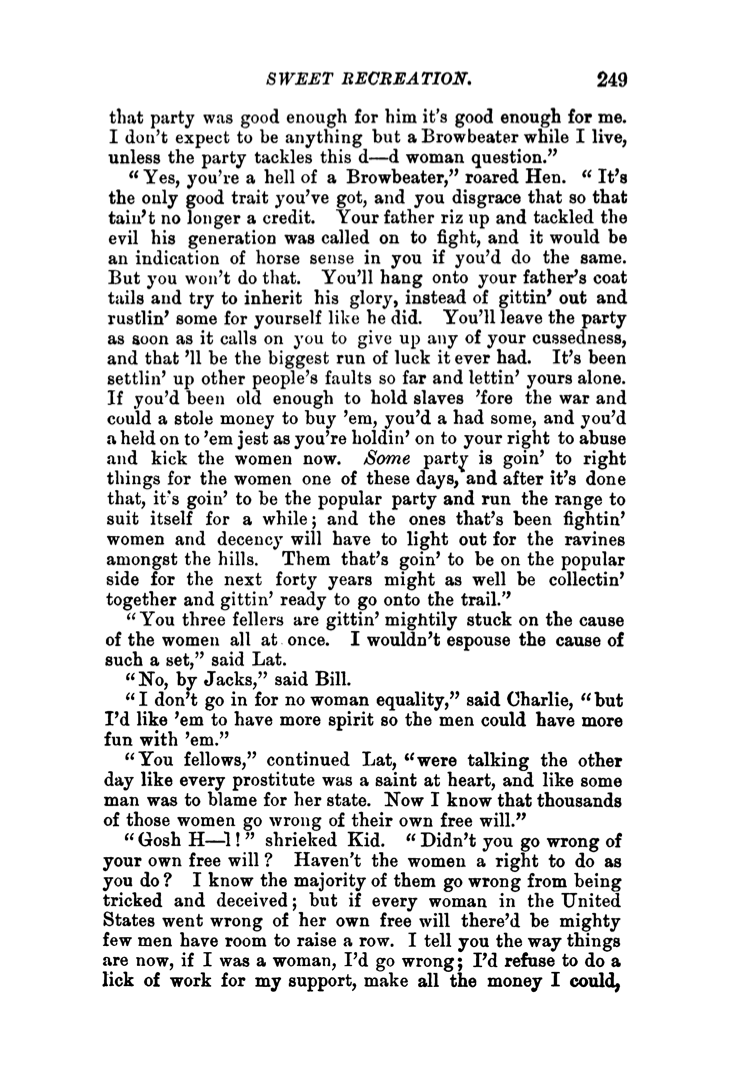 SWEET RECREATION. 249
that party was good enough for him it's good enough for me.
I don't expect to be anything but a Browbeater while I live,
unless the party tackles this d—d woman question."
"Yes, you're a hell of a Browbeater," roared Hen. "It's
the only good trait you've got, and you disgrace that so that
tain't no longer a credit. Your father riz up and tackled the
evil his generation was called on to fight, and it would be
an indication of horse sense in you if you'd do the same.
But you won't do that. You'll hang onto your father's coat
tails and try to inherit his glory, instead of gittin' out and
rustlin' some for yourself like he did. You'll leave the party
as soon as it calls on you to give up any of your cussedness,
and that 'll be the biggest run of luck it ever had. It's been
settlin' up other people's faults so far and lettin' yours alone.
If you'd been old enough to hold slaves 'fore the war and
could a stole money to buy 'em, you'd a had some, and you'd
a held on to 'em jest as you're holdin' on to your right to abuse
and kick the women now. Some party is goin' to right
things for the women one of these days, and after it's done
that, it's goin' to be the popular party and run the range to
suit itself for a while; and the ones that's been fightin'
women and decency will have to light out for the ravines
amongst the hills. Them that's goin' to be on the popular
side for the next forty years might as well be collectin'
together and gittin' ready to go onto the trail."
"You three fellers are gittin' mightily stuck on the cause
of the women all at once. I wouldn't espouse the cause of
such a set," said Lat.
"No, by Jacks," said Bill.
"I don't go in for no woman equality," said Charlie, "but
I'd like 'em to have more spirit so the men could have more
fun with 'em."
"You fellows," continued Lat, "were talking the other
day like every prostitute was a saint at heart, and like some
man was to blame for her state. Now I know that thousands
of those women go wrong of their own free will."
"Gosh H—l!" shrieked Kid. "Didn't you go wrong of
your own free will? Haven't the women a right to do as
you do? I know the majority of them go wrong from being
tricked and deceived; but if every woman in the United
States went wrong of her own free will there'd be mighty
few men have room to raise a row. I tell you the way things
are now, if I was a woman, I'd go wrong; I'd refuse to do a
lick of work for my support, make all the money I could,